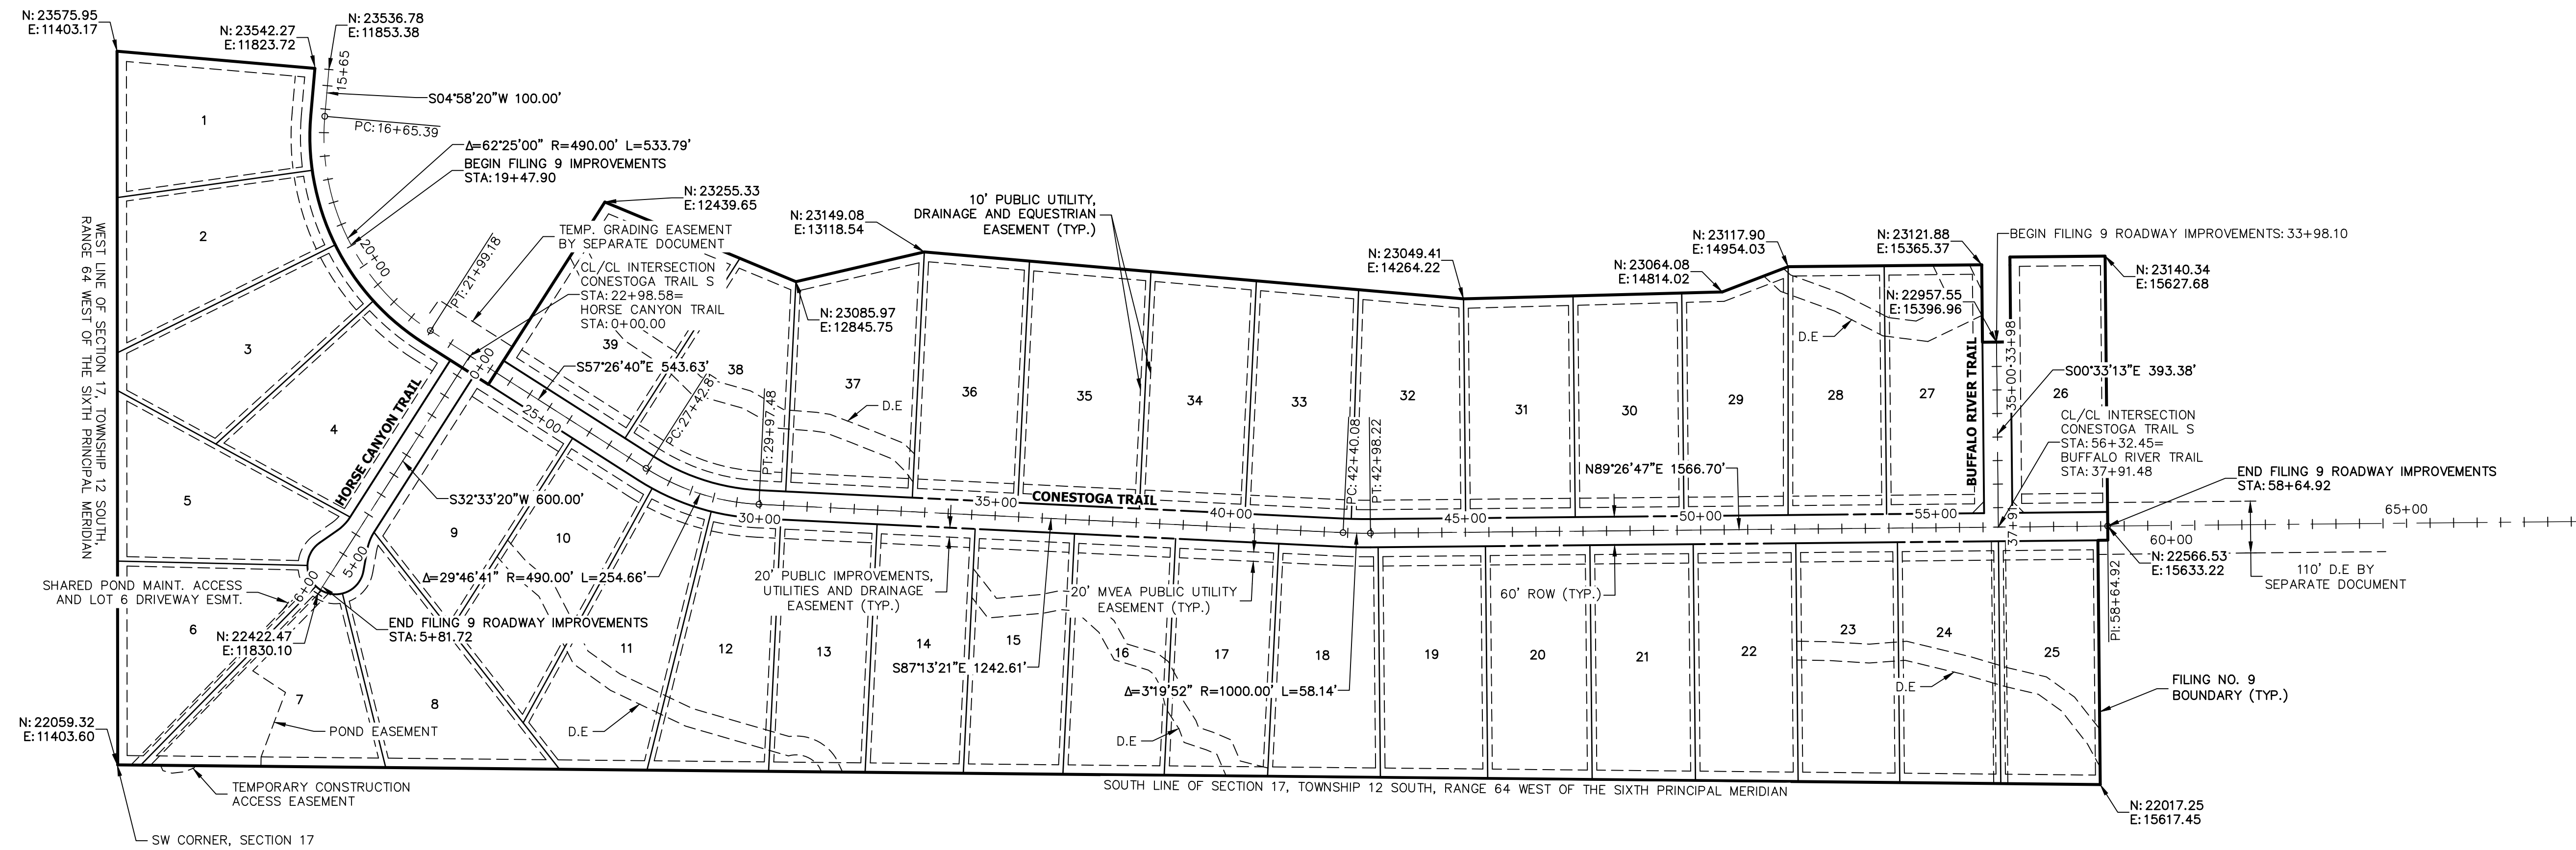 N: 23575.95
E: 11403.17
N: 23542.27
E: 11823.72
N: 23536.78
E: 11853.38
15+65
S04°58'20"W 100.00'
PC: 16+65.39
Δ=62°25'00" R=490.00' L=533.79'
BEGIN FILING 9 IMPROVEMENTS
STA: 19+47.90
1
2
3
4
5
6
7
8
9
10
11
12
13
14
15
16
17
18
19
20
21
22
23
24
25
26
27
28
29
30
31
32
33
34
35
36
37
38
39
WEST LINE OF SECTION 17, TOWNSHIP 12 SOUTH,
RANGE 64 WEST OF THE SIXTH PRINCIPAL MERIDIAN
20+00
PT: 21+99.18
N: 23255.33
E: 12439.65
TEMP. GRADING EASEMENT
BY SEPARATE DOCUMENT
CL/CL INTERSECTION
CONESTOGA TRAIL S
STA: 22+98.58=
HORSE CANYON TRAIL
STA: 0+00.00
0+00
S57°26'40"E 543.63'
25+00
PC: 27+42.81
HORSE CANYON TRAIL
S32°33'20"W 600.00'
5+00
6+00
SHARED POND MAINT. ACCESS
AND LOT 6 DRIVEWAY ESMT.
N: 22422.47
E: 11830.10
END FILING 9 ROADWAY IMPROVEMENTS
STA: 5+81.72
POND EASEMENT
N: 22059.32
E: 11403.60
TEMPORARY CONSTRUCTION
ACCESS EASEMENT
SW CORNER, SECTION 17
N: 23149.08
E: 13118.54
N: 23085.97
E: 12845.75
D.E
PT: 29+97.48
30+00
Δ=29°46'41" R=490.00' L=254.66'
D.E
20' PUBLIC IMPROVEMENTS,
UTILITIES AND DRAINAGE
EASEMENT (TYP.)
10' PUBLIC UTILITY,
DRAINAGE AND EQUESTRIAN
EASEMENT (TYP.)
35+00
CONESTOGA TRAIL
40+00
S87°13'21"E 1242.61'
20' MVEA PUBLIC UTILITY
EASEMENT (TYP.)
D.E
Δ=3°19'52" R=1000.00' L=58.14'
PC: 42+40.08
PT: 42+98.22
N: 23049.41
E: 14264.22
45+00
N89°26'47"E 1566.70'
60' ROW (TYP.)
50+00
N: 23064.08
E: 14814.02
N: 23117.90
E: 14954.03
N: 23121.88
E: 15365.37
N: 22957.55
E: 15396.96
D.E
BEGIN FILING 9 ROADWAY IMPROVEMENTS: 33+98.10
N: 23140.34
E: 15627.68
BUFFALO RIVER TRAIL
33+98
35+00
37+91
S00°33'13"E 393.38'
CL/CL INTERSECTION
CONESTOGA TRAIL S
STA: 56+32.45=
BUFFALO RIVER TRAIL
STA: 37+91.48
55+00
END FILING 9 ROADWAY IMPROVEMENTS
STA: 58+64.92
60+00
65+00
N: 22566.53
E: 15633.22
PI: 58+64.92
110' D.E BY
SEPARATE DOCUMENT
D.E
FILING NO. 9
BOUNDARY (TYP.)
SOUTH LINE OF SECTION 17, TOWNSHIP 12 SOUTH, RANGE 64 WEST OF THE SIXTH PRINCIPAL MERIDIAN
N: 22017.25
E: 15617.45